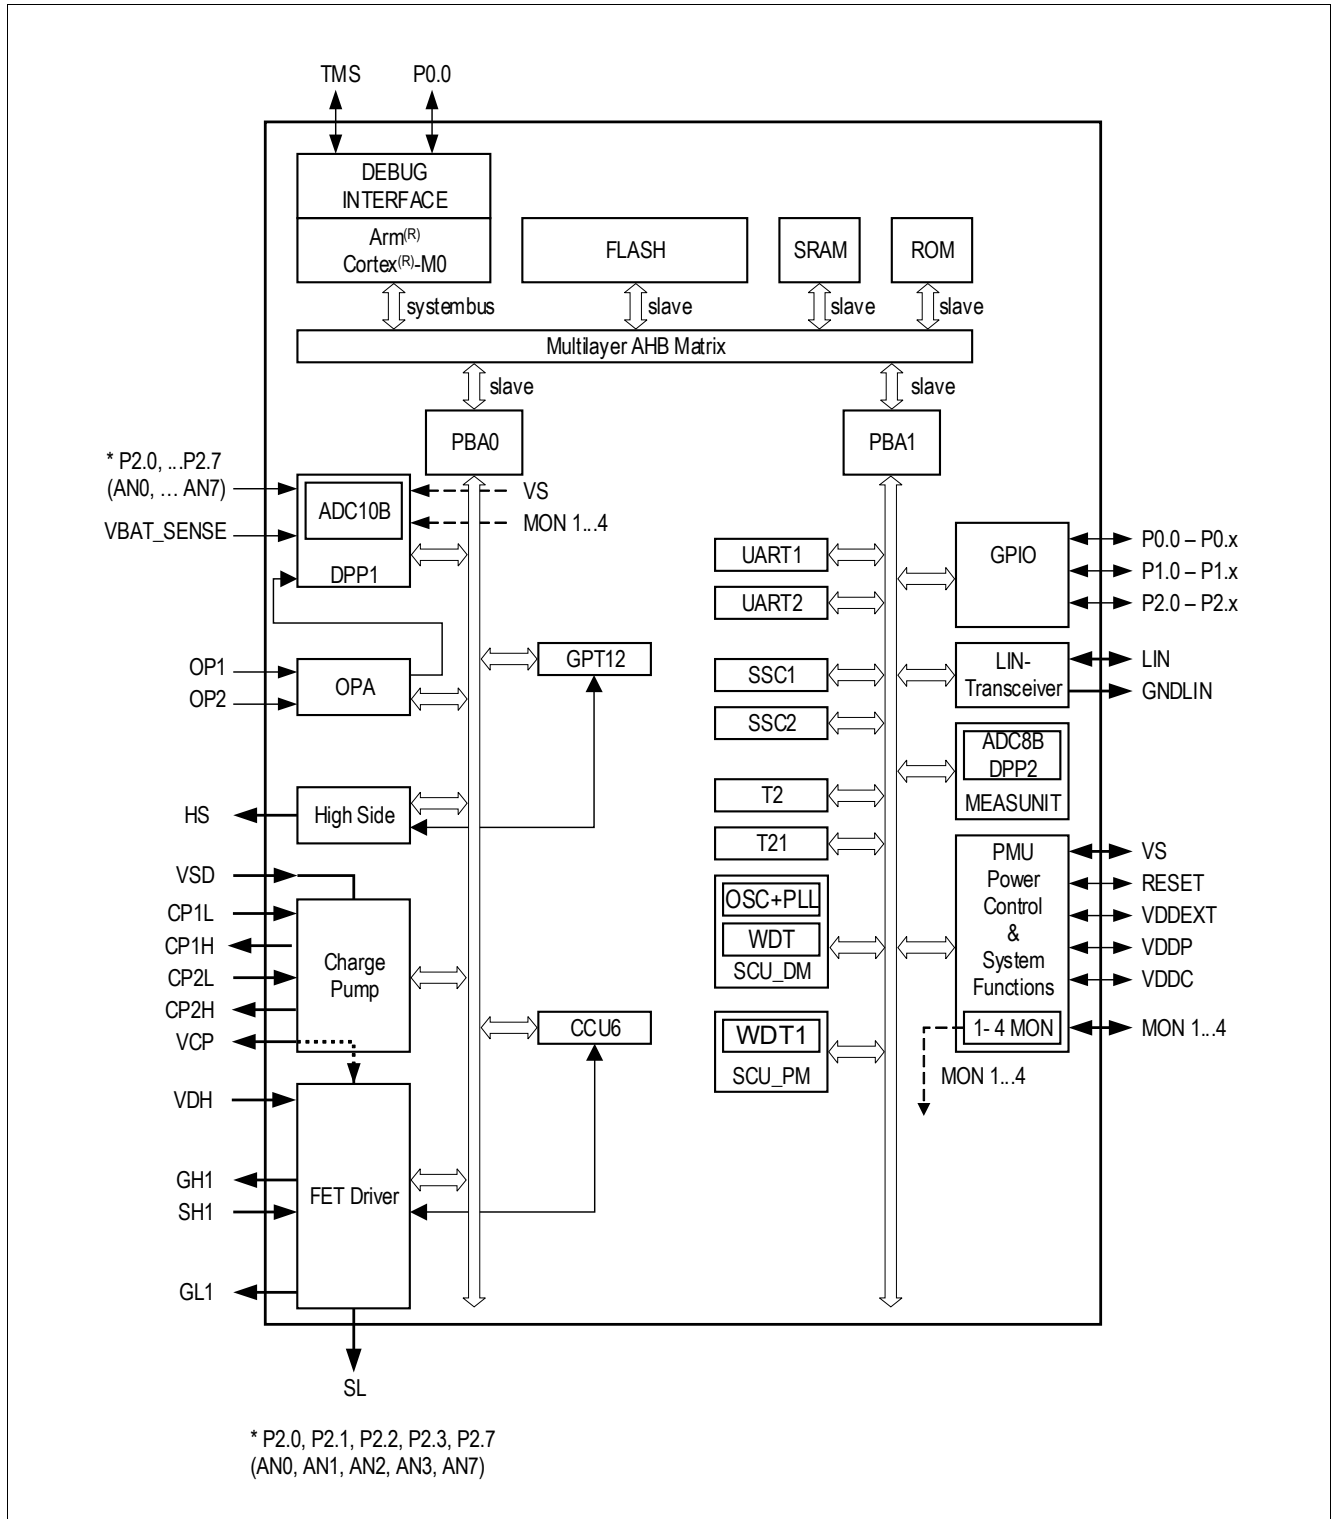 TMS
P0.0
DEBUG
INTERFACE
Arm(R)
Cortex(R)-M0
FLASH
SRAM
ROM
systembus
slave
slave
slave
Multilayer AHB Matrix
slave
slave
PBA0
PBA1
* P2.0, ...P2.7
(AN0, … AN7)
VBAT_SENSE
ADC10B
DPP1
VS
MON 1...4
OP1
OP2
OPA
GPT12
HS
High Side
VSD
CP1L
CP1H
CP2L
CP2H
VCP
Charge
Pump
CCU6
VDH
GH1
SH1
GL1
FET Driver
SL
UART1
UART2
SSC1
SSC2
T2
T21
OSC+PLL
WDT
SCU_DM
WDT1
SCU_PM
GPIO
P0.0 – P0.x
P1.0 – P1.x
P2.0 – P2.x
LIN-
Transceiver
LIN
GNDLIN
ADC8B
DPP2
MEASUNIT
PMU
Power
Control
&
System
Functions
1- 4 MON
VS
RESET
VDDEXT
VDDP
VDDC
MON 1...4
MON 1...4
* P2.0, P2.1, P2.2, P2.3, P2.7
(AN0, AN1, AN2, AN3, AN7)